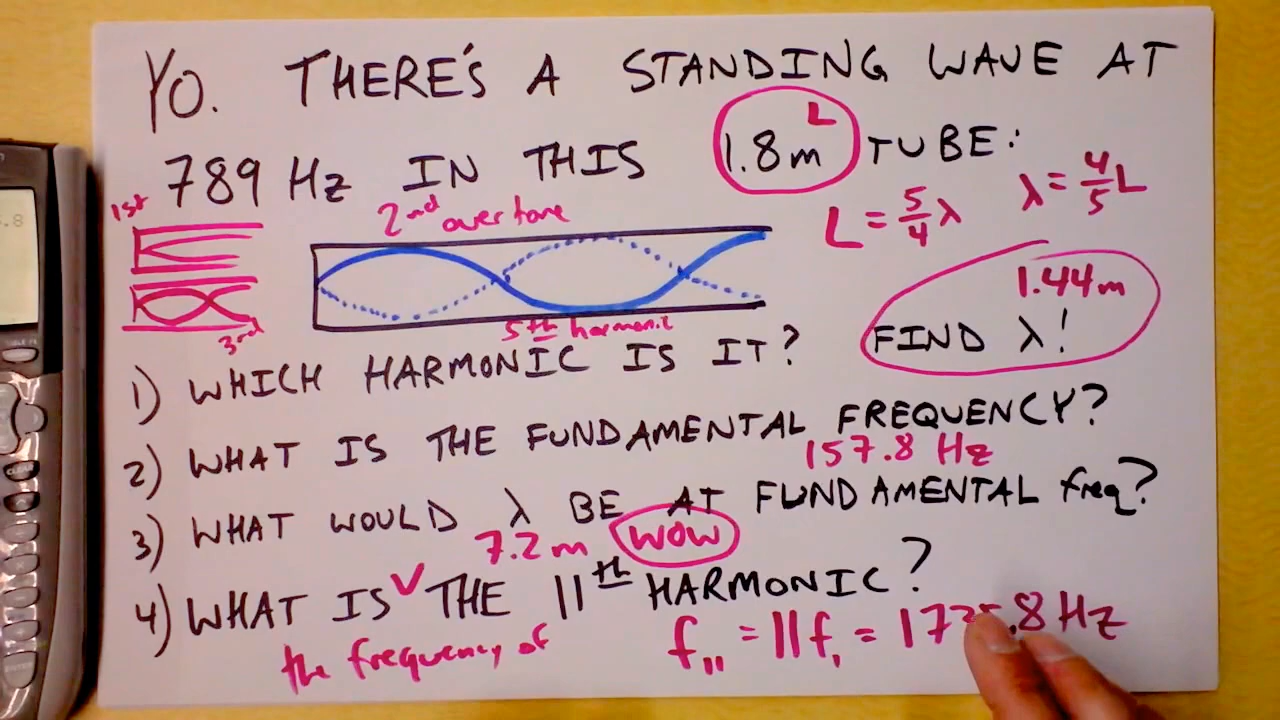 YO. THERE'S A STANDING WAVE AT
789 Hz IN THIS 1.8m TUBE:
L
1st
2nd overtone
L = 5/4 λ
λ = 4/5 L
3rd
5th harmonic
1.44m
FIND λ!
1) WHICH HARMONIC IS IT?
2) WHAT IS THE FUNDAMENTAL FREQUENCY?
157.8 Hz
3) WHAT WOULD λ BE AT FUNDAMENTAL freq?
7.2m WOW
4) WHAT IS THE 11th HARMONIC?
the frequency of
f11 = 11f1 =
Hz
CLEAR